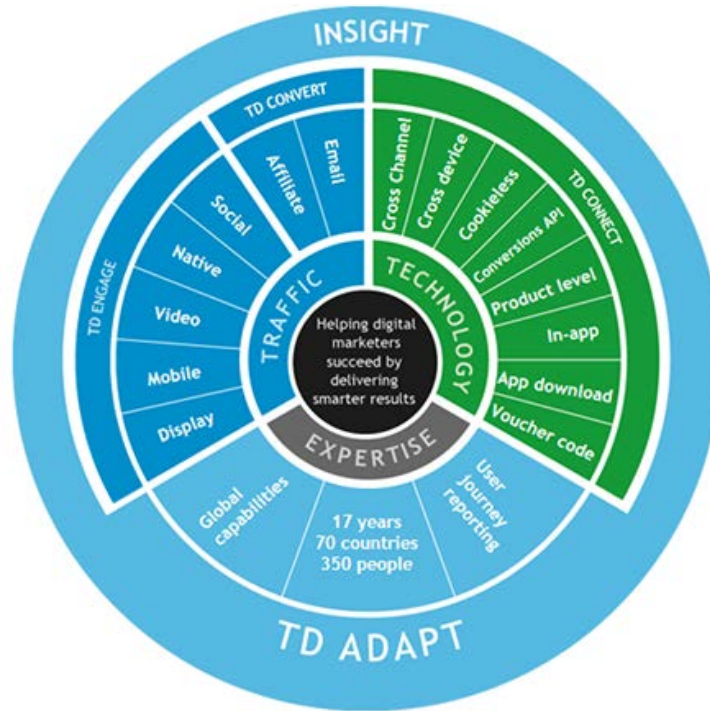 INSIGHT
TD CONVERT
TD ENGAGE
TD CONNECT
Display
Mobile
Video
Native
Social
Affiliate
Email
Cross Channel
Cross device
Cookieless
Conversions API
Product level
In-app
App download
Voucher code
TRAFFIC
TECHNOLOGY
Helping digital
marketers
succeed by
delivering
smarter results
EXPERTISE
Global
capabilities
17 years
70 countries
350 people
User
journey
reporting
TD ADAPT